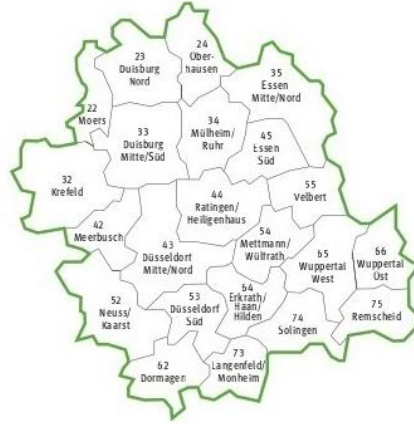 23
Duisburg
Nord
24
Ober-
hausen
35
Essen
Mitte/Nord
22
Moers
33
Duisburg
Mitte/Süd
34
Mülheim/
Ruhr
45
Essen
Süd
32
Krefeld
44
Ratingen/
Heiligenhaus
55
Velbert
42
Meerbusch
43
Düsseldorf
Mitte/Nord
54
Mettmann/
Wülfrath
65
Wuppertal
West
66
Wuppertal
Ost
52
Neuss/
Kaarst
53
Düsseldorf
Süd
64
Erkrath/
Haan/
Hilden
74
Solingen
75
Remscheid
62
Dormagen
73
Langenfeld/
Monheim